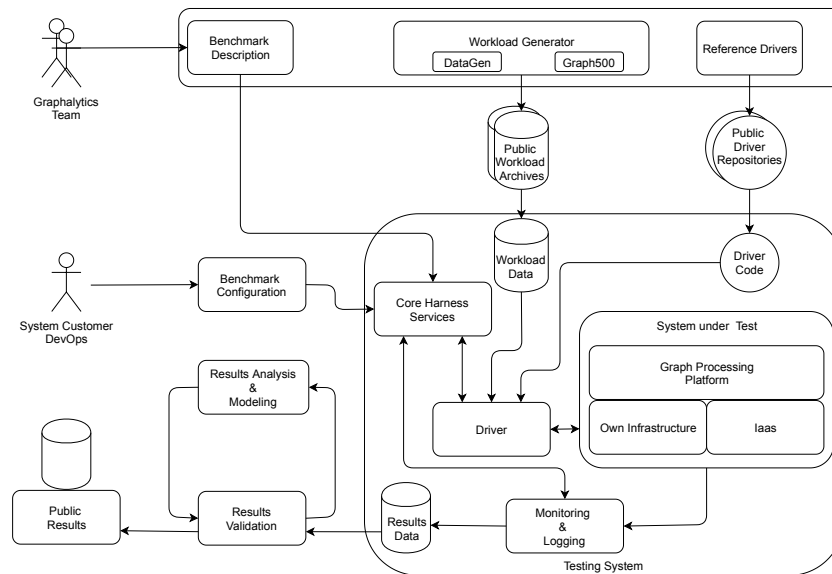 Graphalytics
Team
Benchmark
Description
Workload Generator
DataGen
Graph500
Reference Drivers
Public
Workload
Archives
Public
Driver
Repositories
System Customer
DevOps
Benchmark
Configuration
Core Harness
Services
Workload
Data
Driver
Code
System under Test
Graph Processing
Platform
Own Infrastructure
Iaas
Results Analysis
&
Modeling
Driver
Public
Results
Results
Validation
Results
Data
Monitoring
&
Logging
Testing System